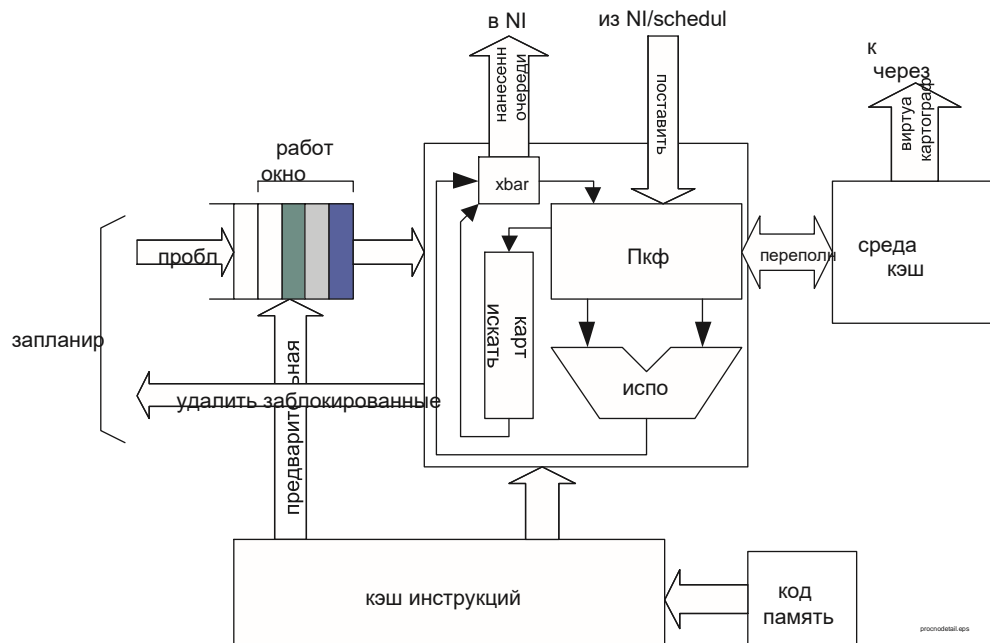 в NI
из NI/schedul
к
через
нанесенн
очереди
поставить
виртуа
картограф
работ
окно
xbar
пробл
Пкф
переполн
среда
кэш
карт
искать
запланир
испо
удалить заблокированные
предварительная
кэш инструкций
код
память
procnodetail.eps